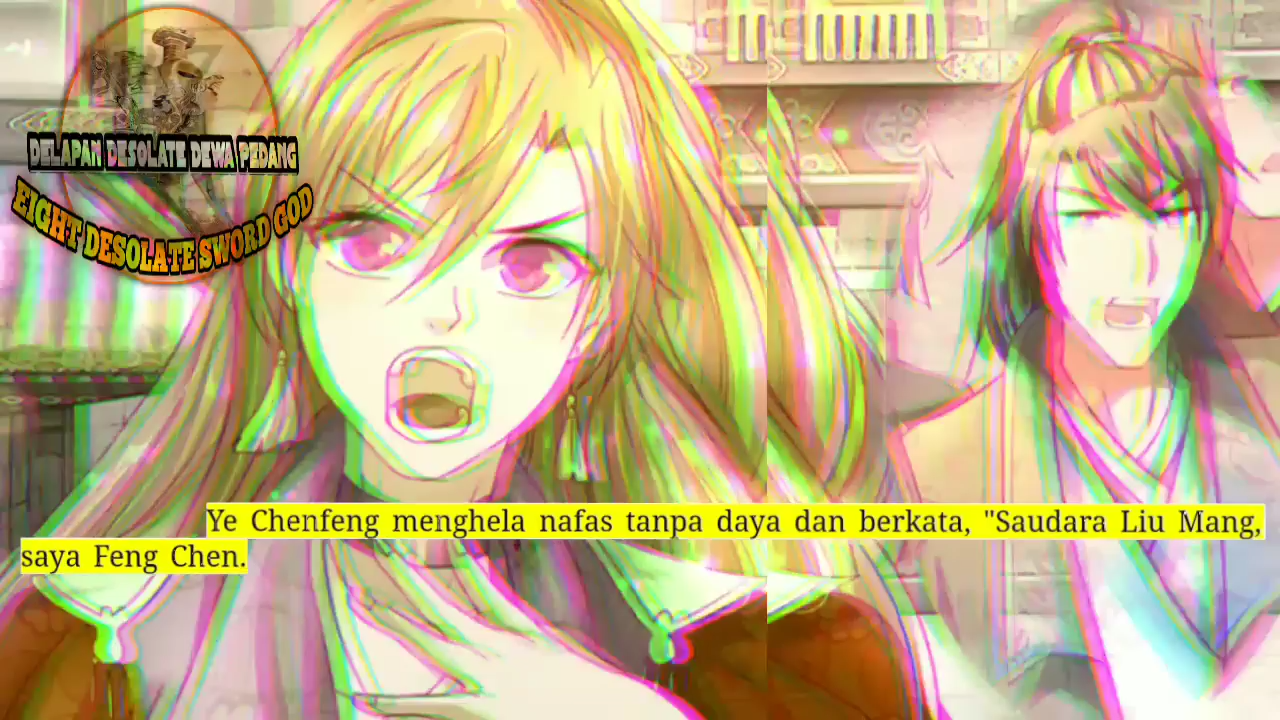 DELAPAN DESOLATE DEWA PEDANG
EIGHT DESOLATE SWORD GOD
Ye Chenfeng menghela nafas tanpa daya dan berkata, "Saudara Liu Mang,
saya Feng Chen.